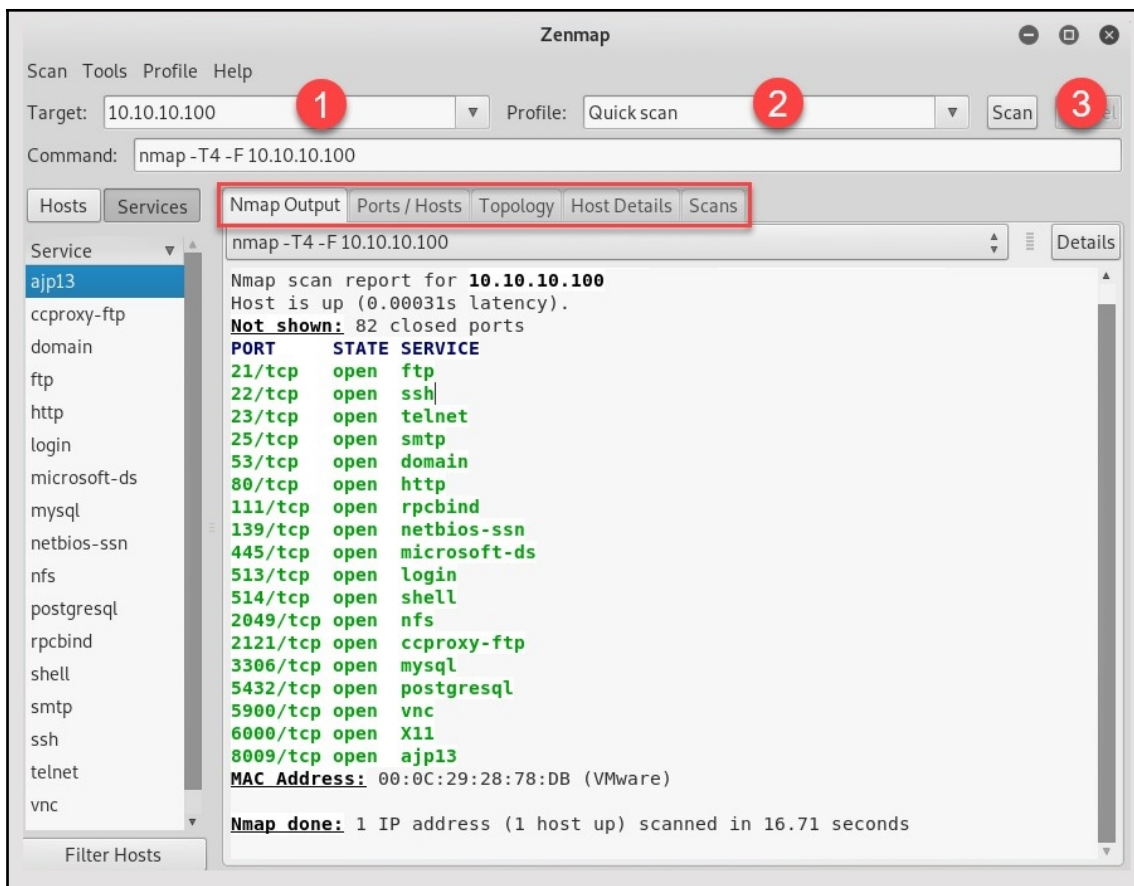 Zenmap
Scan Tools Profile Help
Target: 10.10.10.100 1 Profile: Quick scan 2 Scan 3
Command: nmap -T4 -F 10.10.10.100
Hosts Services
Nmap Output Ports / Hosts Topology Host Details Scans
nmap -T4 -F 10.10.10.100 Details
Service
ajp13
ccproxy-ftp
domain
ftp
http
login
microsoft-ds
mysql
netbios-ssn
nfs
postgresql
rpcbind
shell
smtp
ssh
telnet
vnc
Filter Hosts
Nmap scan report for 10.10.10.100
Host is up (0.00031s latency).
Not shown: 82 closed ports
PORT STATE SERVICE
21/tcp open ftp
22/tcp open ssh
23/tcp open telnet
25/tcp open smtp
53/tcp open domain
80/tcp open http
111/tcp open rpcbind
139/tcp open netbios-ssn
445/tcp open microsoft-ds
513/tcp open login
514/tcp open shell
2049/tcp open nfs
2121/tcp open ccproxy-ftp
3306/tcp open mysql
5432/tcp open postgresql
5900/tcp open vnc
6000/tcp open X11
8009/tcp open ajp13
MAC Address: 00:0C:29:28:78:DB (VMware)
Nmap done: 1 IP address (1 host up) scanned in 16.71 seconds